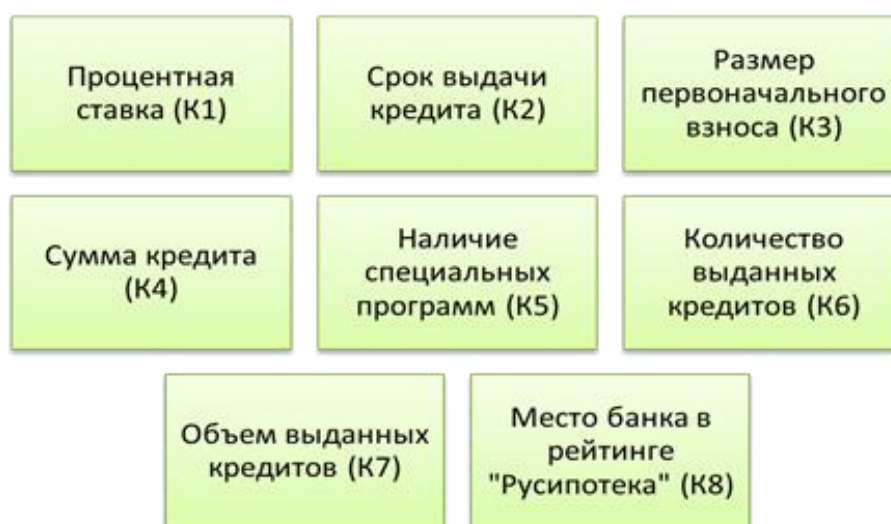 Процентная
ставка (К1)
Срок выдачи
кредита (К2)
Размер
первоначального
взноса (К3)
Сумма кредита
(К4)
Наличие
специальных
программ (К5)
Количество
выданных
кредитов (К6)
Объем выданных
кредитов (К7)
Место банка в
рейтинге
"Русипотека" (К8)